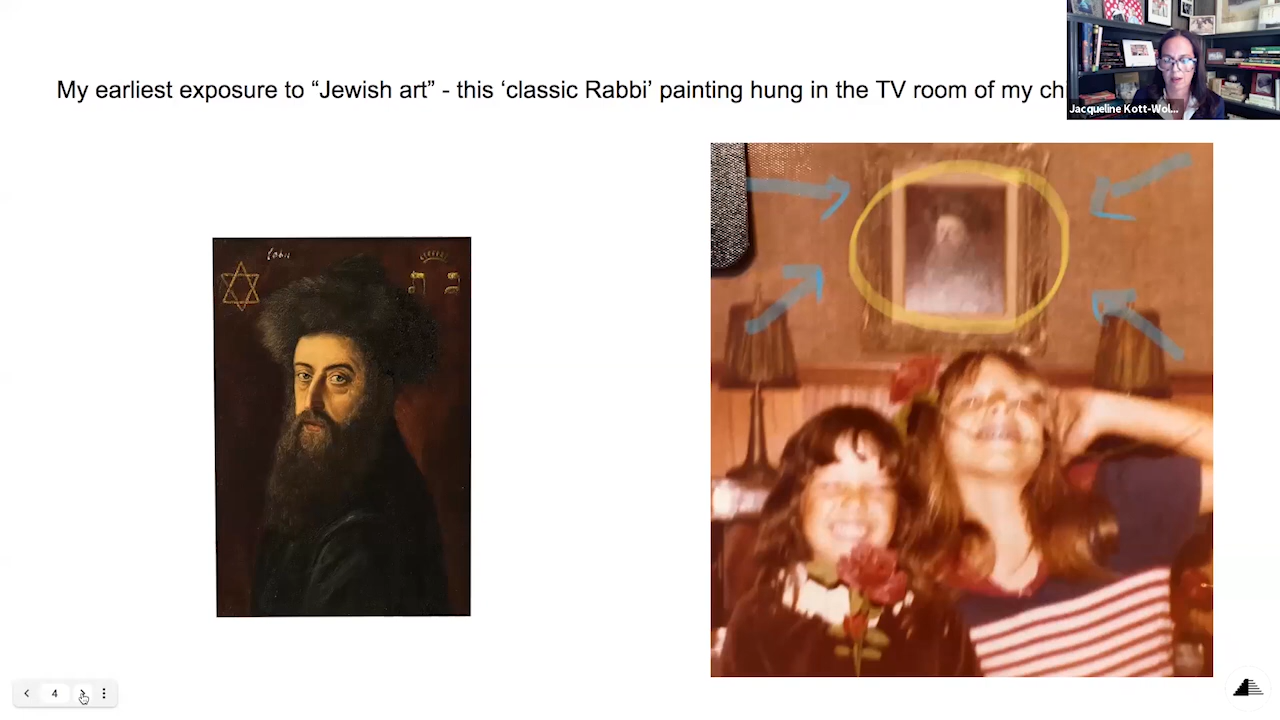 My earliest exposure to “Jewish art” - this ‘classic Rabbi’ painting hung in the TV room of my ch
Jacqueline Kott-Wol...
כ ת
4